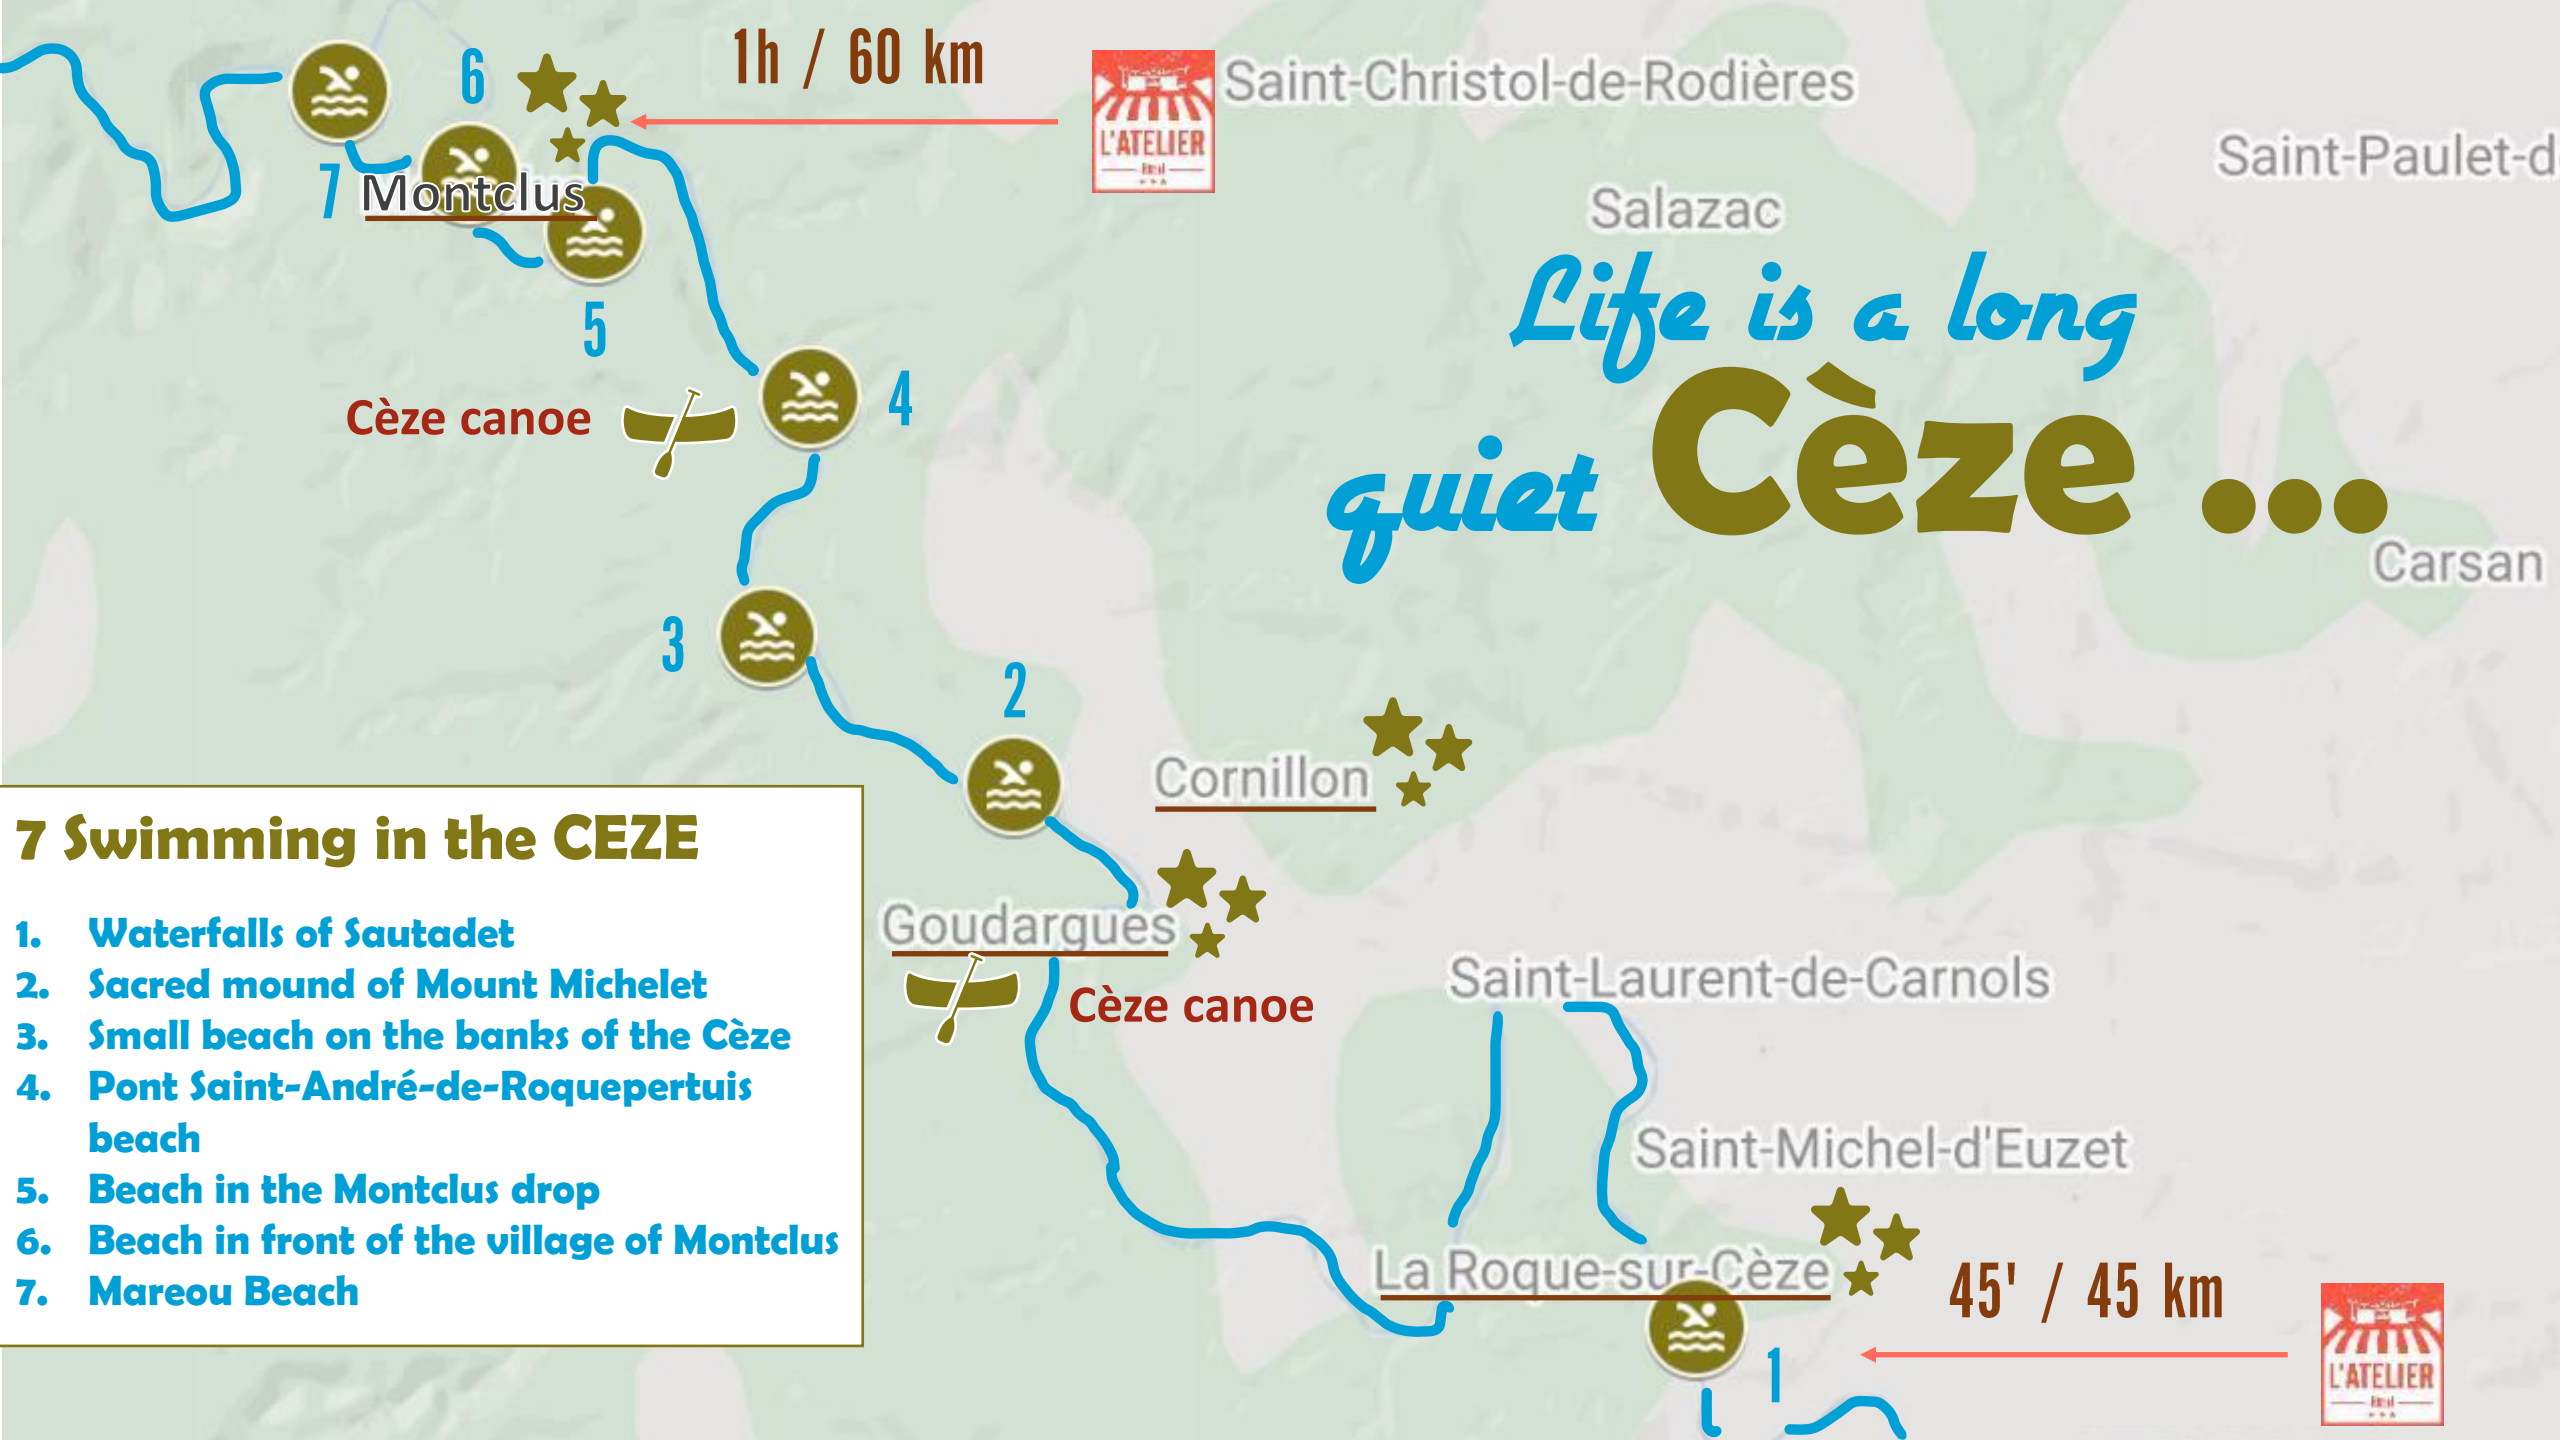 6
1h / 60 km
L'ATELIER
Saint-Christol-de-Rodières
Saint-Paulet-d
7
Montclus
Salazac
5
Life is a long
quiet Cèze ...
Cèze canoe
4
Carsan
3
2
Cornillon
Goudargues
Cèze canoe
Saint-Laurent-de-Carnols
Saint-Michel-d'Euzet
La Roque-sur-Cèze
45' / 45 km
1
L'ATELIER
7 Swimming in the CEZE
1. Waterfalls of Sautadet
2. Sacred mound of Mount Michelet
3. Small beach on the banks of the Cèze
4. Pont Saint-André-de-Roquepertuis
beach
5. Beach in the Montclus drop
6. Beach in front of the village of Montclus
7. Mareou Beach